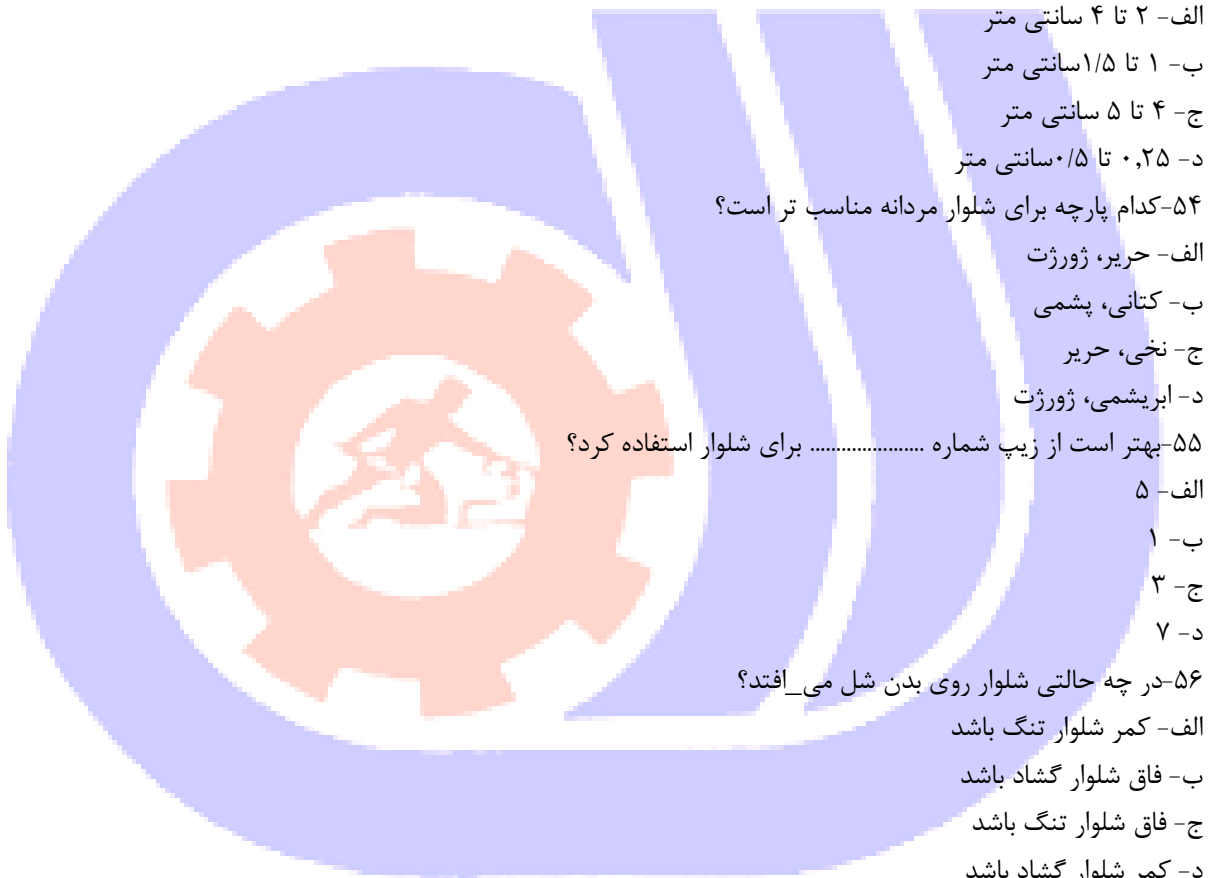 الف- ۲ تا ۴ سانتی متر
ب- ۱ تا ۱/۵سانتی متر
ج- ۴ تا ۵ سانتی متر
د- ۰,۲۵ تا ۰/۵سانتی متر
۵۴-کدام پارچه برای شلوار مردانه مناسب تر است؟
الف- حریر، ژورژت
ب- کتانی، پشمی
ج- نخی، حریر
د- ابریشمی، ژورژت
۵۵-بهتر است از زیپ شماره ...................... برای شلوار استفاده کرد؟
الف- ۵
ب- ۱
ج- ۳
د- ۷
۵۶-در چه حالتی شلوار روی بدن شل می_افتد؟
الف- کمر شلوار تنگ باشد
ب- فاق شلوار گشاد باشد
ج- فاق شلوار تنگ باشد
د- کمر شلوار گشاد باشد